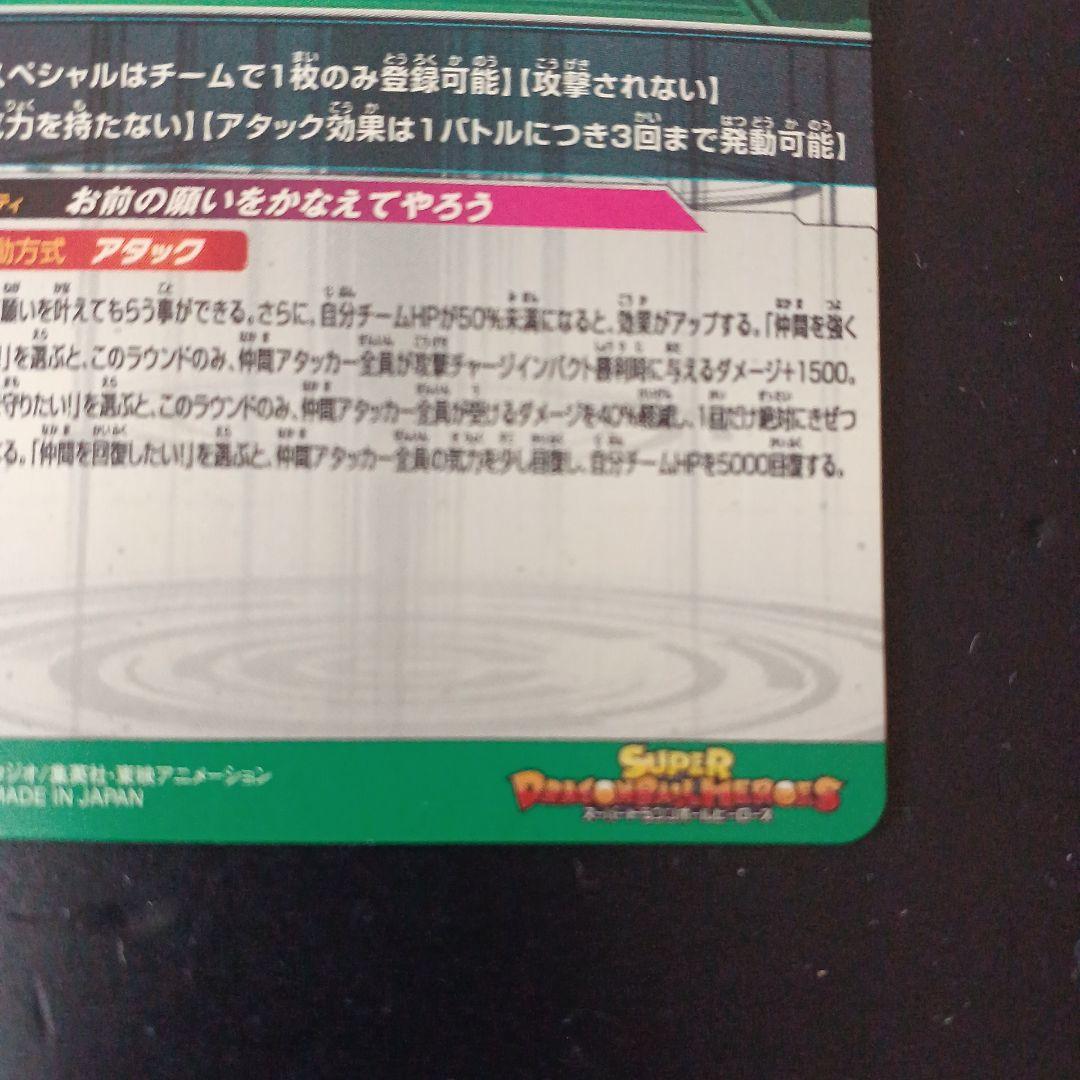 スペシャルはチームで1枚のみ登録可能】【攻撃されない】
力を持たない】【アタック効果は1バトルにつき3回まで発動可能】
ティ お前の願いをかなえてやろう
動方式 アタック
願いを叶えてもらう事ができる。さらに、自分チームHPが50%未満になると、効果がアップする。「仲間を強く
!」を選ぶと、このラウンドのみ、仲間アタッカー全員が攻撃チャージインパクト勝利時に与えるダメージ+1500。
守りたい!」を選ぶと、このラウンドのみ、仲間アタッカー全員が受けるダメージを40%軽減し、1回だけ絶対にきぜつ
る。「仲間を回復したい!」を選ぶと、仲間アタッカー全員の気力を少し回復し、自分チームHPを5000回復する。
タジオ/集英社・東映アニメーション
MADE IN JAPAN
SUPER
DRAGONBALL HEROES
スーパードラゴンボールヒーローズ